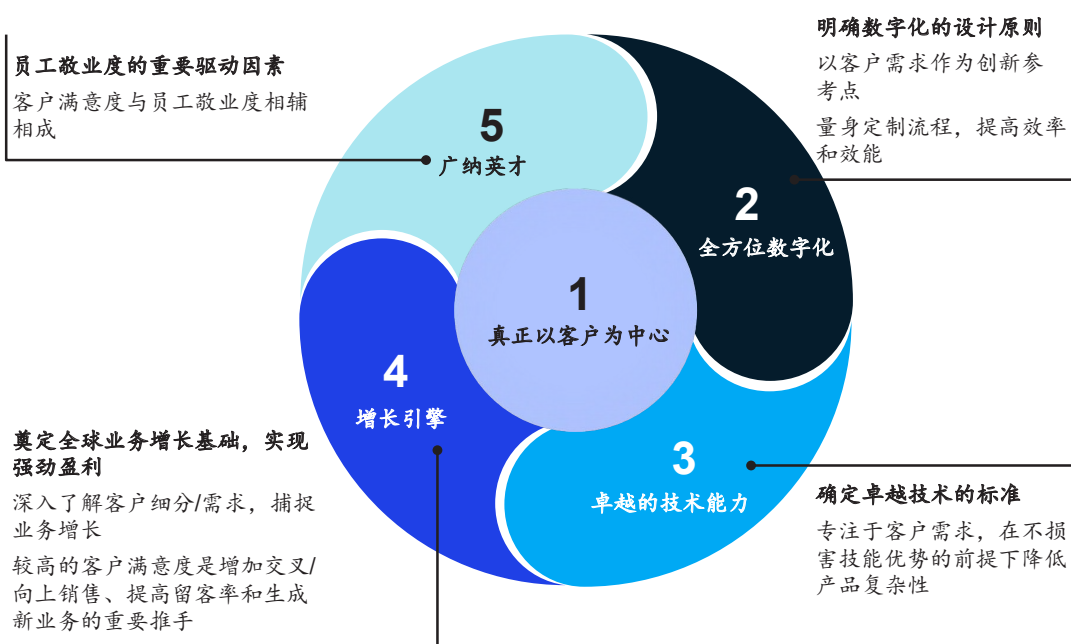 员工敬业度的重要驱动因素
客户满意度与员工敬业度相辅
相成
明确数字化的设计原则
以客户需求作为创新参
考点
量身定制流程，提高效率
和效能
5
广纳英才
2
全方位数字化
1
真正以客户为中心
4
增长引擎
3
卓越的技术能力
奠定全球业务增长基础，实现
强劲盈利
深入了解客户细分/需求，捕捉
业务增长
较高的客户满意度是增加交叉/
向上销售、提高留客率和生成
新业务的重要推手
确定卓越技术的标准
专注于客户需求，在不损
害技能优势的前提下降低
产品复杂性